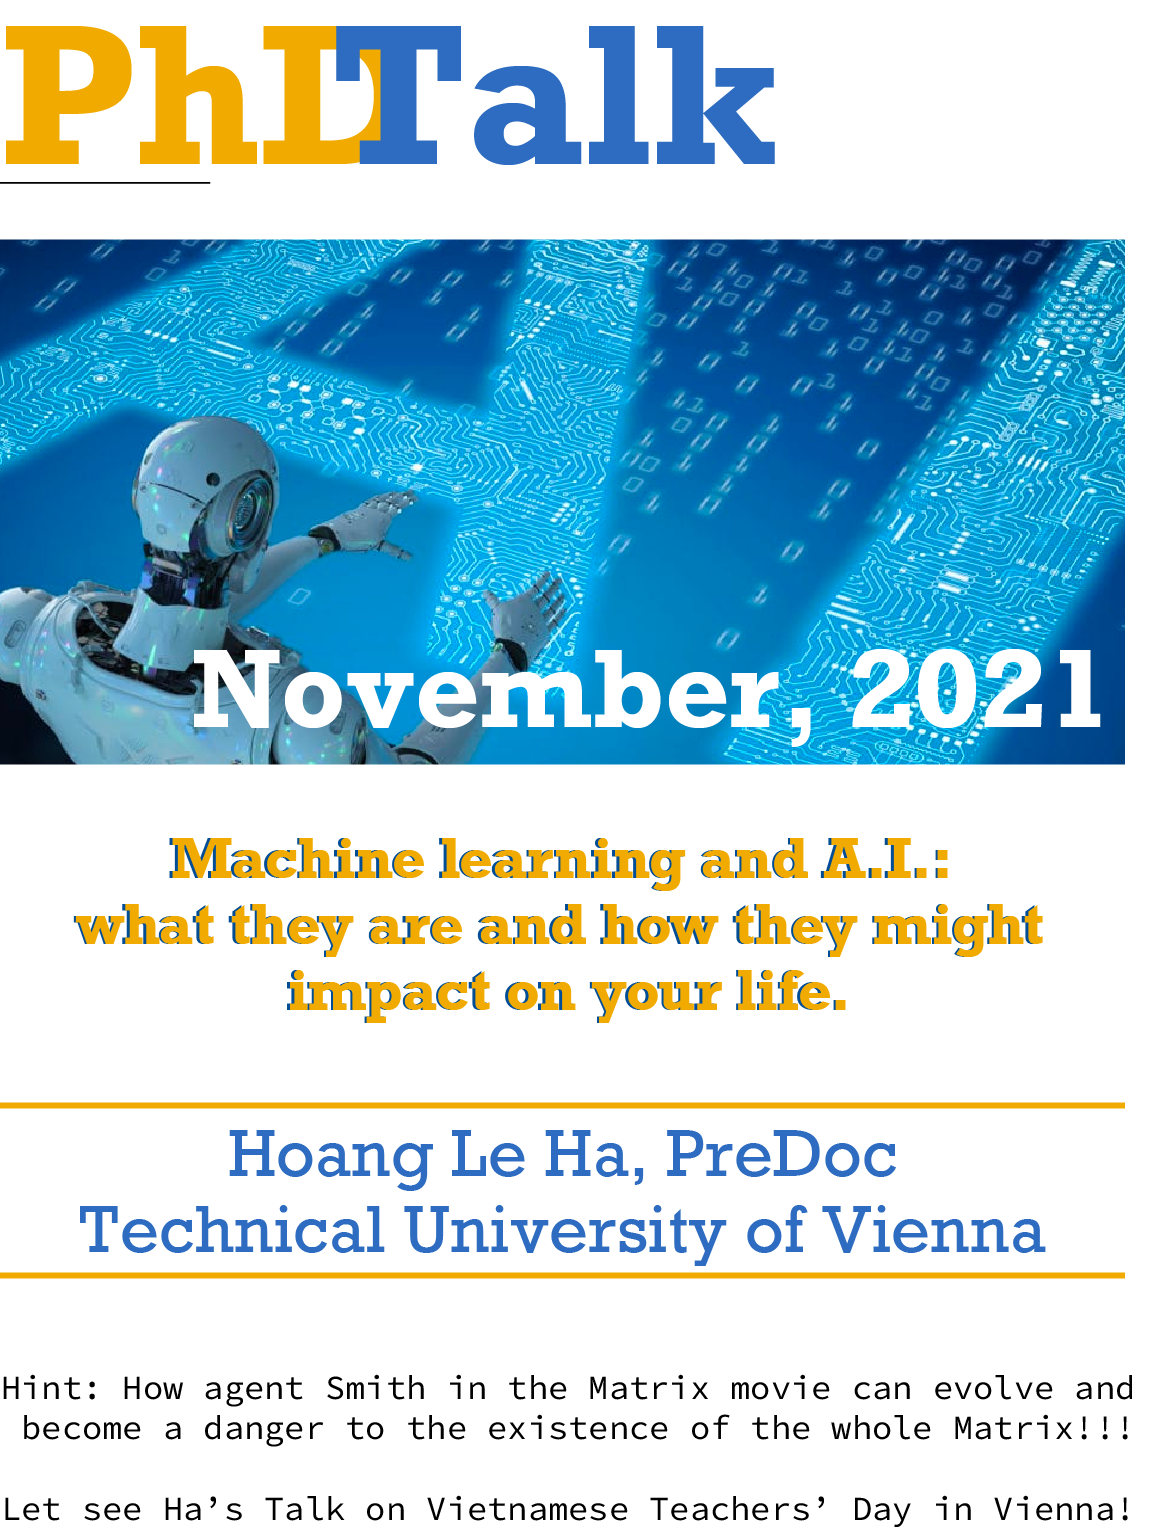 PhDTalk
November, 2021
Machine learning and A.I.:
what they are and how they might
impact on your life.
Hoang Le Ha, PreDoc
Technical University of Vienna
Hint: How agent Smith in the Matrix movie can evolve and
become a danger to the existence of the whole Matrix!!!
Let see Ha’s Talk on Vietnamese Teachers’ Day in Vienna!